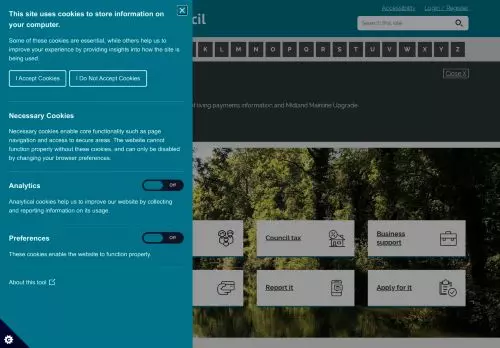 This site uses cookies to store information on
your computer.
Some of these cookies are essential, while others help us to
improve your experience by providing insights into how the site is
being used.
I Accept Cookies
I Do Not Accept Cookies
Necessary Cookies
Necessary cookies enable core functionality such as page
navigation and access to secure areas. The website cannot
function properly without these cookies, and can only be disabled
by changing your browser preferences.
Analytics
Off
Analytical cookies help us to improve our website by collecting
and reporting information on its usage.
Preferences
Off
These cookies enable the website to function properly.
About this tool
cil
Accessibility
Login / Register
Search this site
K L M N O P Q R S T U V W X Y Z
Close X
of living payments information and Midland Mainline Upgrade.
Council tax
Business
support
Report it
Apply for it